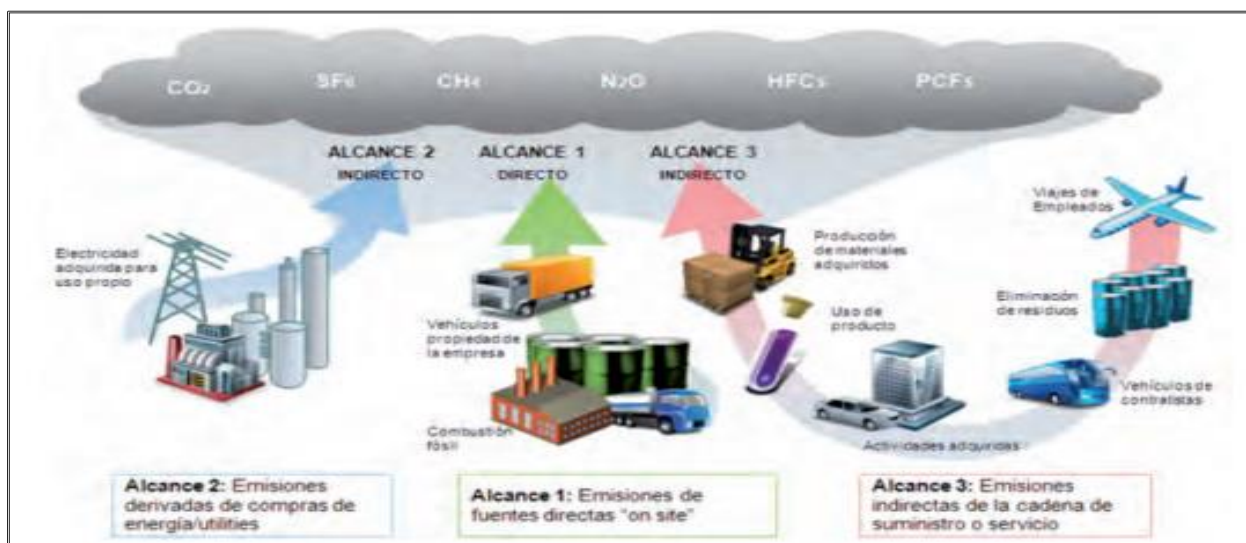 CO₂ SF₆ CH₄ N₂O HFCs PCFs
ALCANCE 2
INDIRECTO
ALCANCE 1
DIRECTO
ALCANCE 3
INDIRECTO
Electricidad
adquirida para
uso propio
Vehículos
propiedad de
la empresa
Combustión
fósil
Producción
de materiales
adquiridos
Uso de
producto
Actividades adquiridas
Viajes de
Empleados
Eliminación
de residuos
Vehículos de
contratistas
Alcance 2: Emisiones
derivadas de compras de
energía/utilities
Alcance 1: Emisiones de
fuentes directas “on site”
Alcance 3: Emisiones
indirectas de la cadena de
suministro o servicio